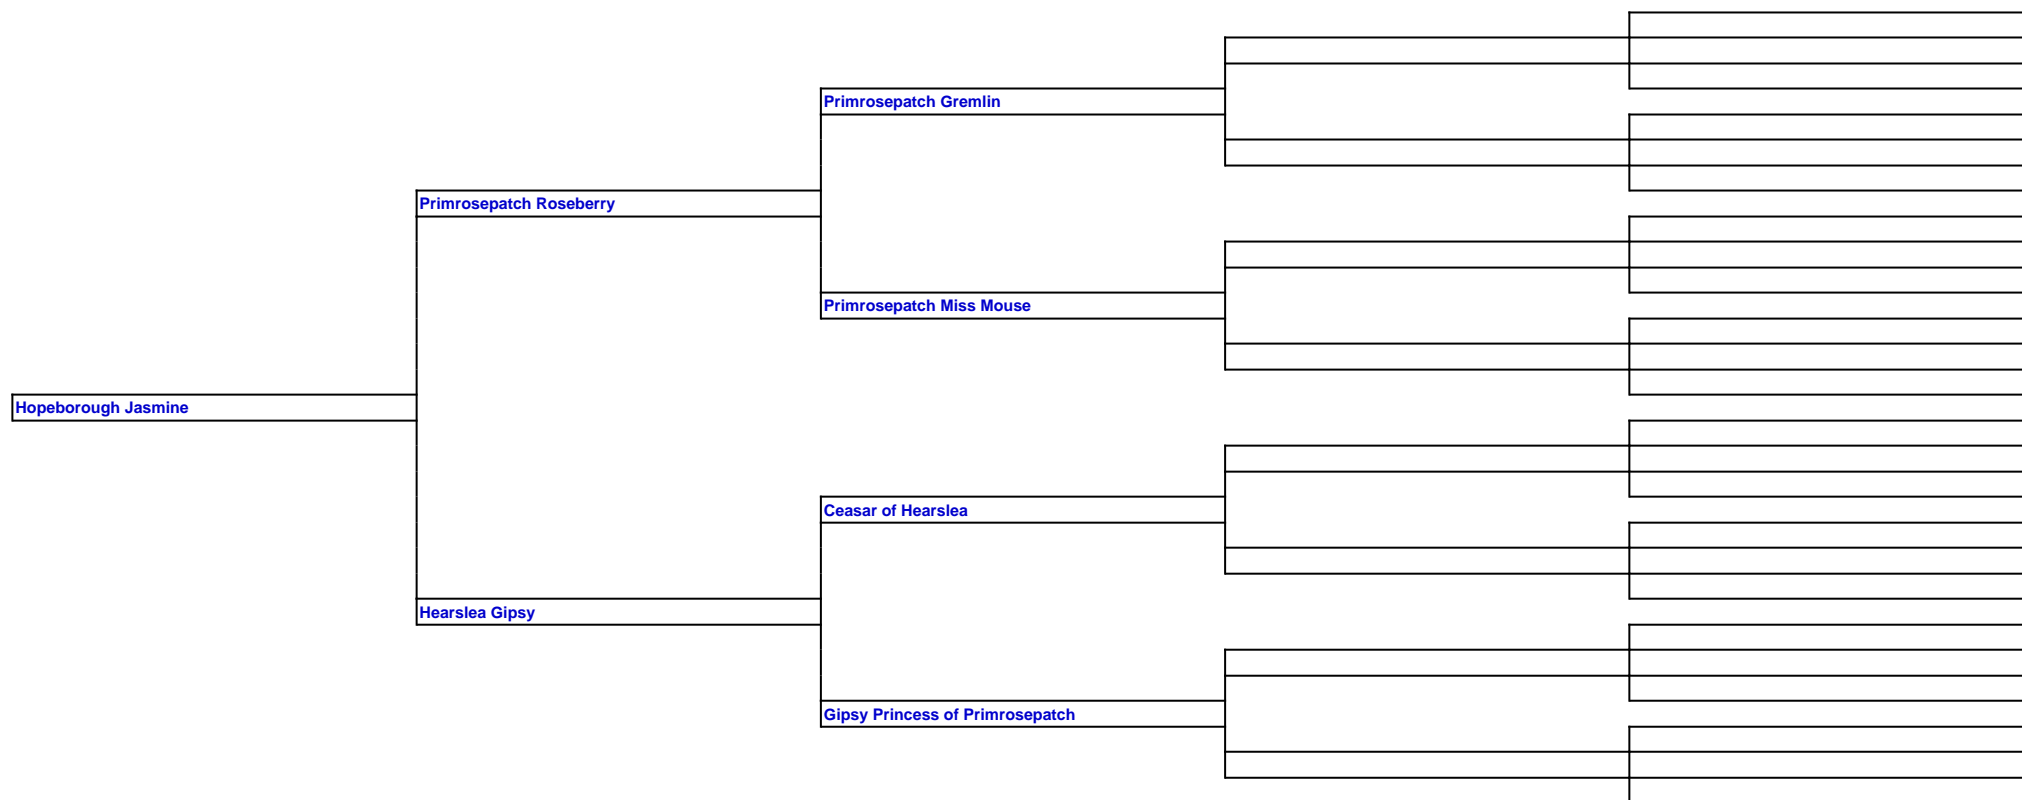 Primrosepatch Gremlin
Primrosepatch Roseberry
Primrosepatch Miss Mouse
Hopeborough Jasmine
Ceasar of Hearslea
Hearslea Gipsy
Gipsy Princess of Primrosepatch